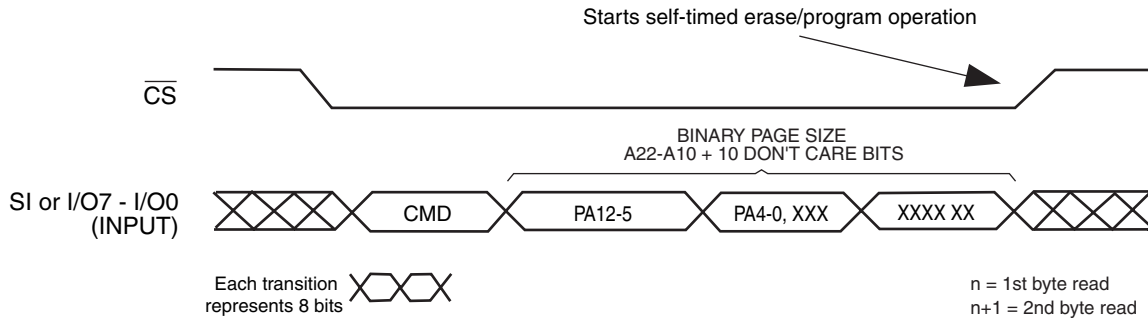 Starts self-timed erase/program operation
CS
BINARY PAGE SIZE
A22-A10 + 10 DON'T CARE BITS
SI or I/O7 - I/O0
(INPUT)
CMD
PA12-5
PA4-0, XXX
XXXX XX
Each transition
represents 8 bits
n = 1st byte read
n+1 = 2nd byte read